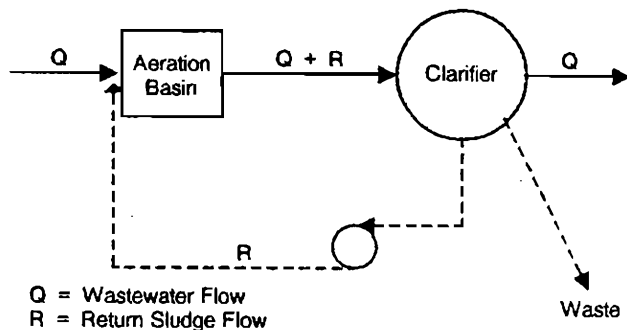 Q
Aeration
Basin
Q + R
Clarifier
Q
R
Q = Wastewater Flow
R = Return Sludge Flow
Waste